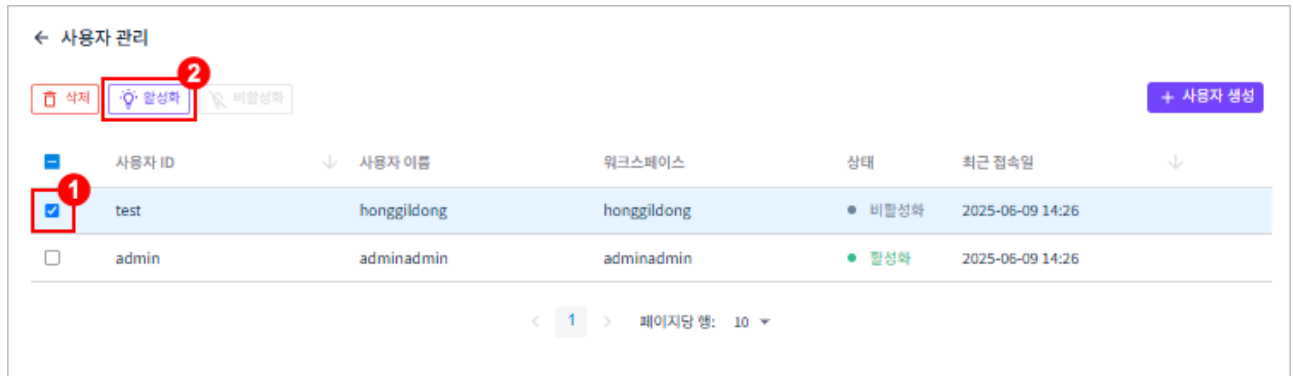 ← 사용자 관리
2
삭제 활성화 비활성화 + 사용자 생성
사용자 ID ↓ 사용자 이름 워크스페이스 상태 최근 접속일 ↓
1
test honggildong honggildong 비활성화 2025-06-09 14:26
admin adminadmin adminadmin 활성화 2025-06-09 14:26
< 1 > 페이지당 행: 10